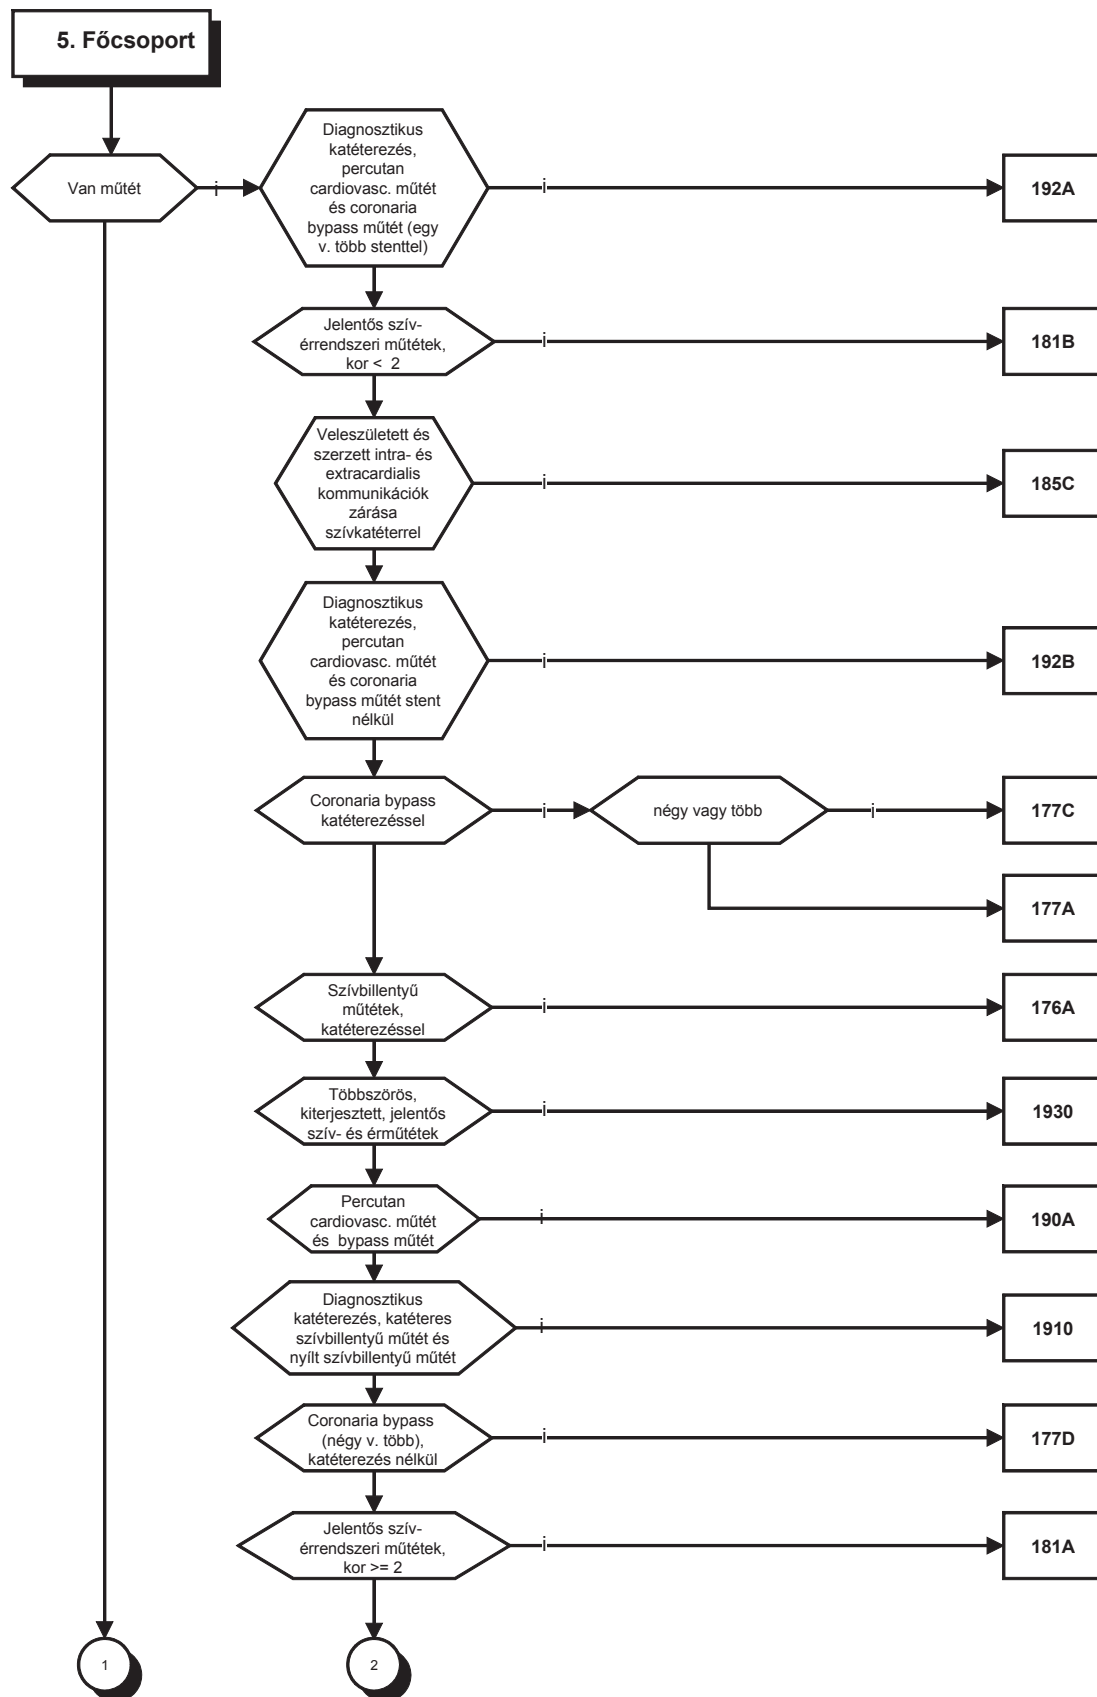 5. Főcsoport
Van műtét
i
Diagnosztikus
katéterezés,
percutan
cardiovasc. műtét
és coronaria
bypass műtét (egy
v. több stenttel)
i
192A
Jelentős szív-
érrendszeri műtétek,
kor < 2
i
181B
Veleszületett és
szerzett intra- és
extracardialis
kommunikációk
zárása
szívkatéterrel
i
185C
Diagnosztikus
katéterezés,
percutan
cardiovasc. műtét
és coronaria
bypass műtét stent
nélkül
i
192B
Coronaria bypass
katéterezéssel
i
négy vagy több
i
177C
177A
Szívbillentyű
műtétek,
katéterezéssel
i
176A
Többszörös,
kiterjesztett, jelentős
szív- és érműtétek
i
1930
Percutan
cardiovasc. műtét
és bypass műtét
i
190A
Diagnosztikus
katéterezés, katéteres
szívbillentyű műtét és
nyílt szívbillentyű műtét
i
1910
Coronaria bypass
(négy v. több),
katéterezés nélkül
i
177D
Jelentős szív-
érrendszeri műtétek,
kor >= 2
i
181A
1
2